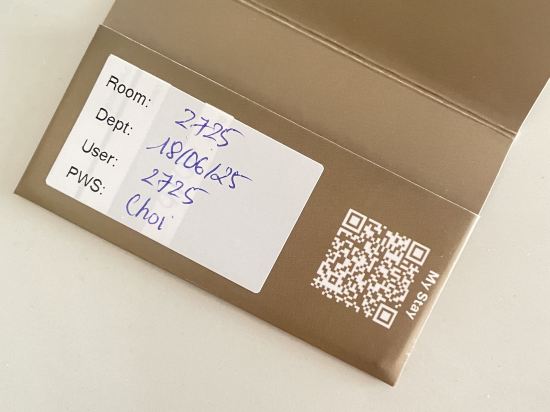 Room: 2725
Dept: 18/06/25
User: 2725
PWS: Choi
My Stay